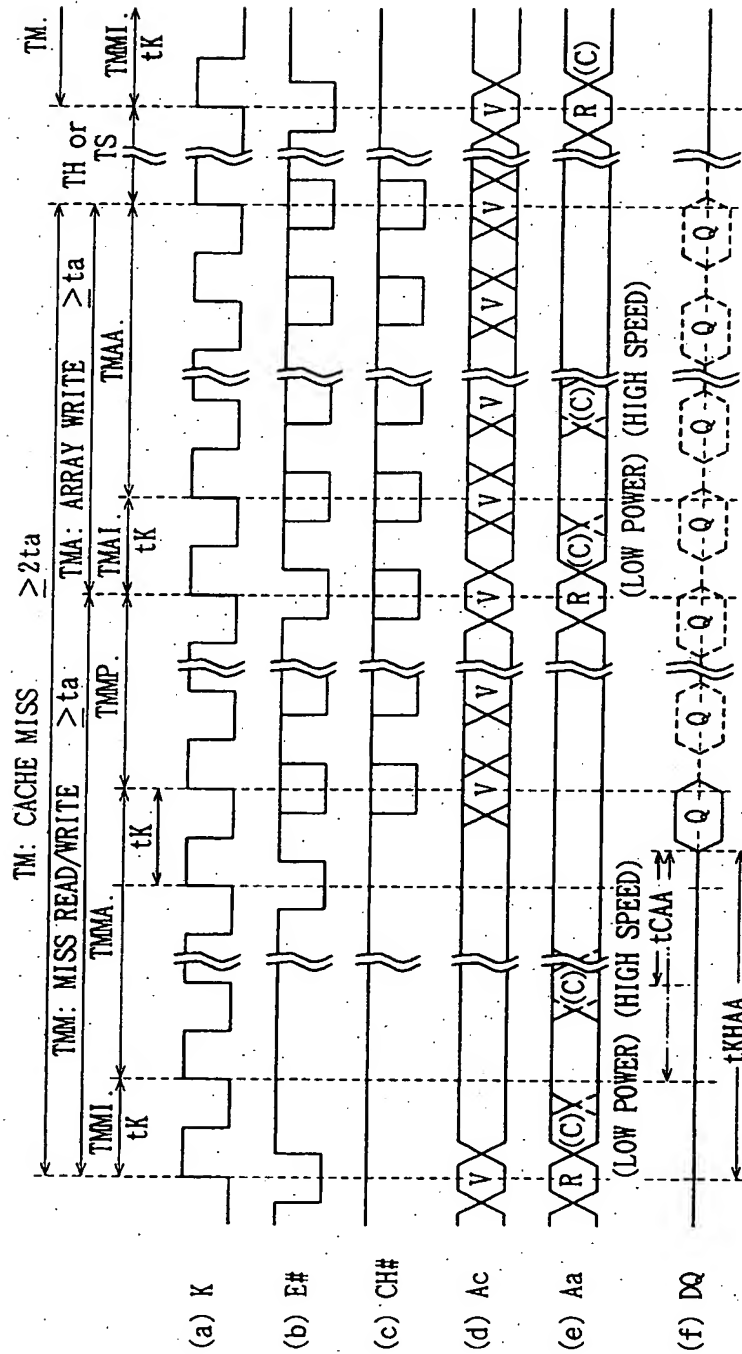 TM: CACHE MISS
≥2ta
TM.
TMM: MISS READ/WRITE ≥ta
TMA: ARRAY WRITE ≥ta
TH or
TS
TMMI.
tK
TMMA.
tK
TMMP.
TMAI.
tK
TMAA.
TMMI.
tK
(a) K
(b) E#
(c) CH#
(d) Ac
V
V
V
V
V
V
V
V
V
(e) Aa
R
(C)
(C)
R
(C)
(C)
R
(C)
(LOW POWER) (HIGH SPEED)
(LOW POWER) (HIGH SPEED)
tCAA
(f) DQ
Q
Q
Q
Q
Q
Q
Q
tKHAA